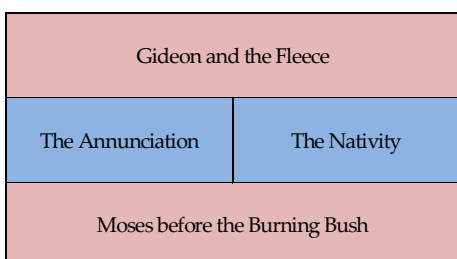 Gideon and the Fleece
The Annunciation
The Nativity
Moses before the Burning Bush